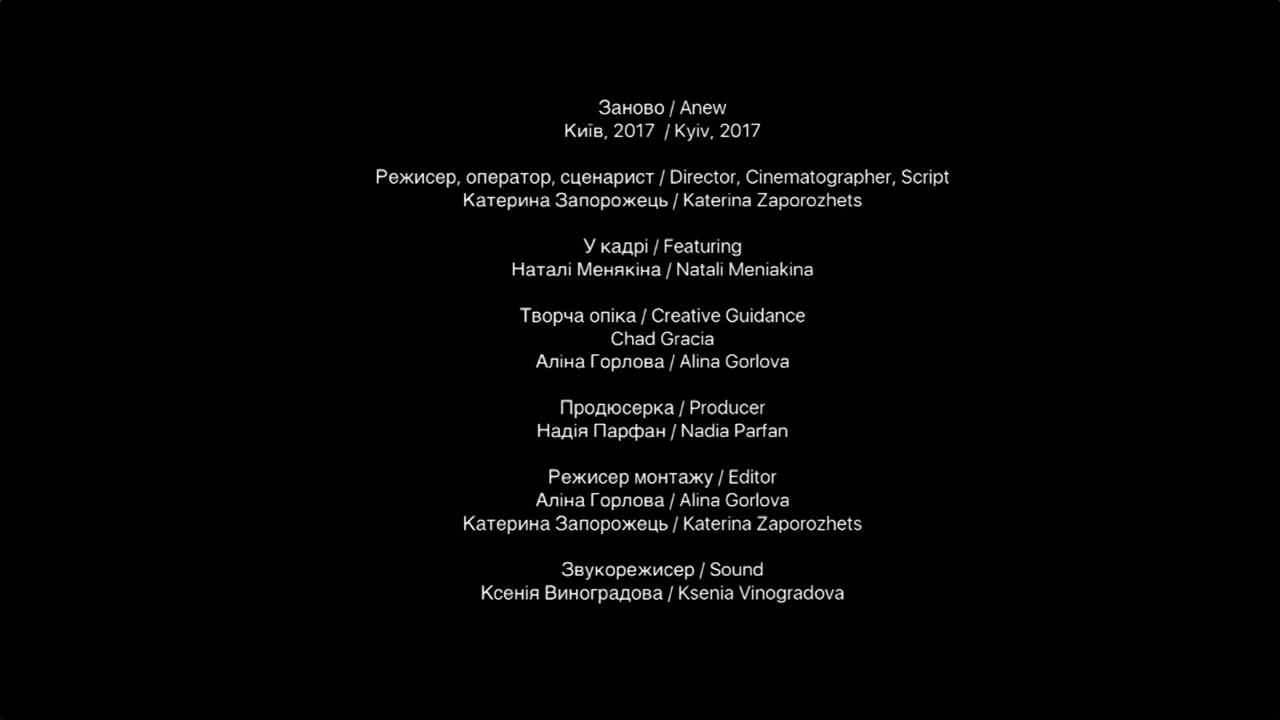 Заново / Anew
Київ, 2017 / Kyiv, 2017
Режисер, оператор, сценарист / Director, Cinematographer, Script
Катерина Запорожець / Katerina Zaporozhets
У кадрі / Featuring
Наталі Менякіна / Natali Meniakina
Творча опіка / Creative Guidance
Chad Gracia
Аліна Горлова / Alina Gorlova
Продюсерка / Producer
Надія Парфан / Nadia Parfan
Режисер монтажу / Editor
Аліна Горлова / Alina Gorlova
Катерина Запорожець / Katerina Zaporozhets
Звукорежисер / Sound
Ксенія Виноградова / Ksenia Vinogradova